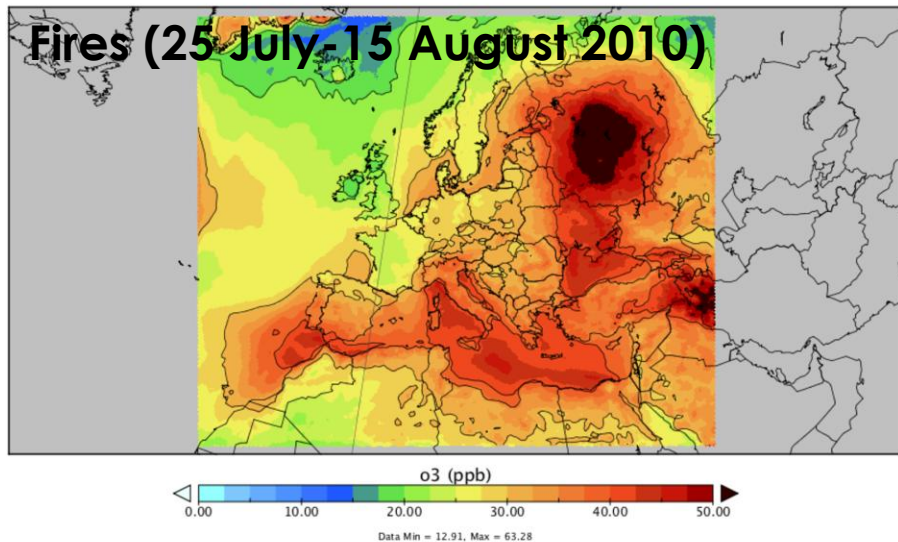 Fires (25 July-15 August 2010)
o3 (ppb)
0.00 10.00 20.00 30.00 40.00 50.00
Data Min = 12.91, Max = 63.28